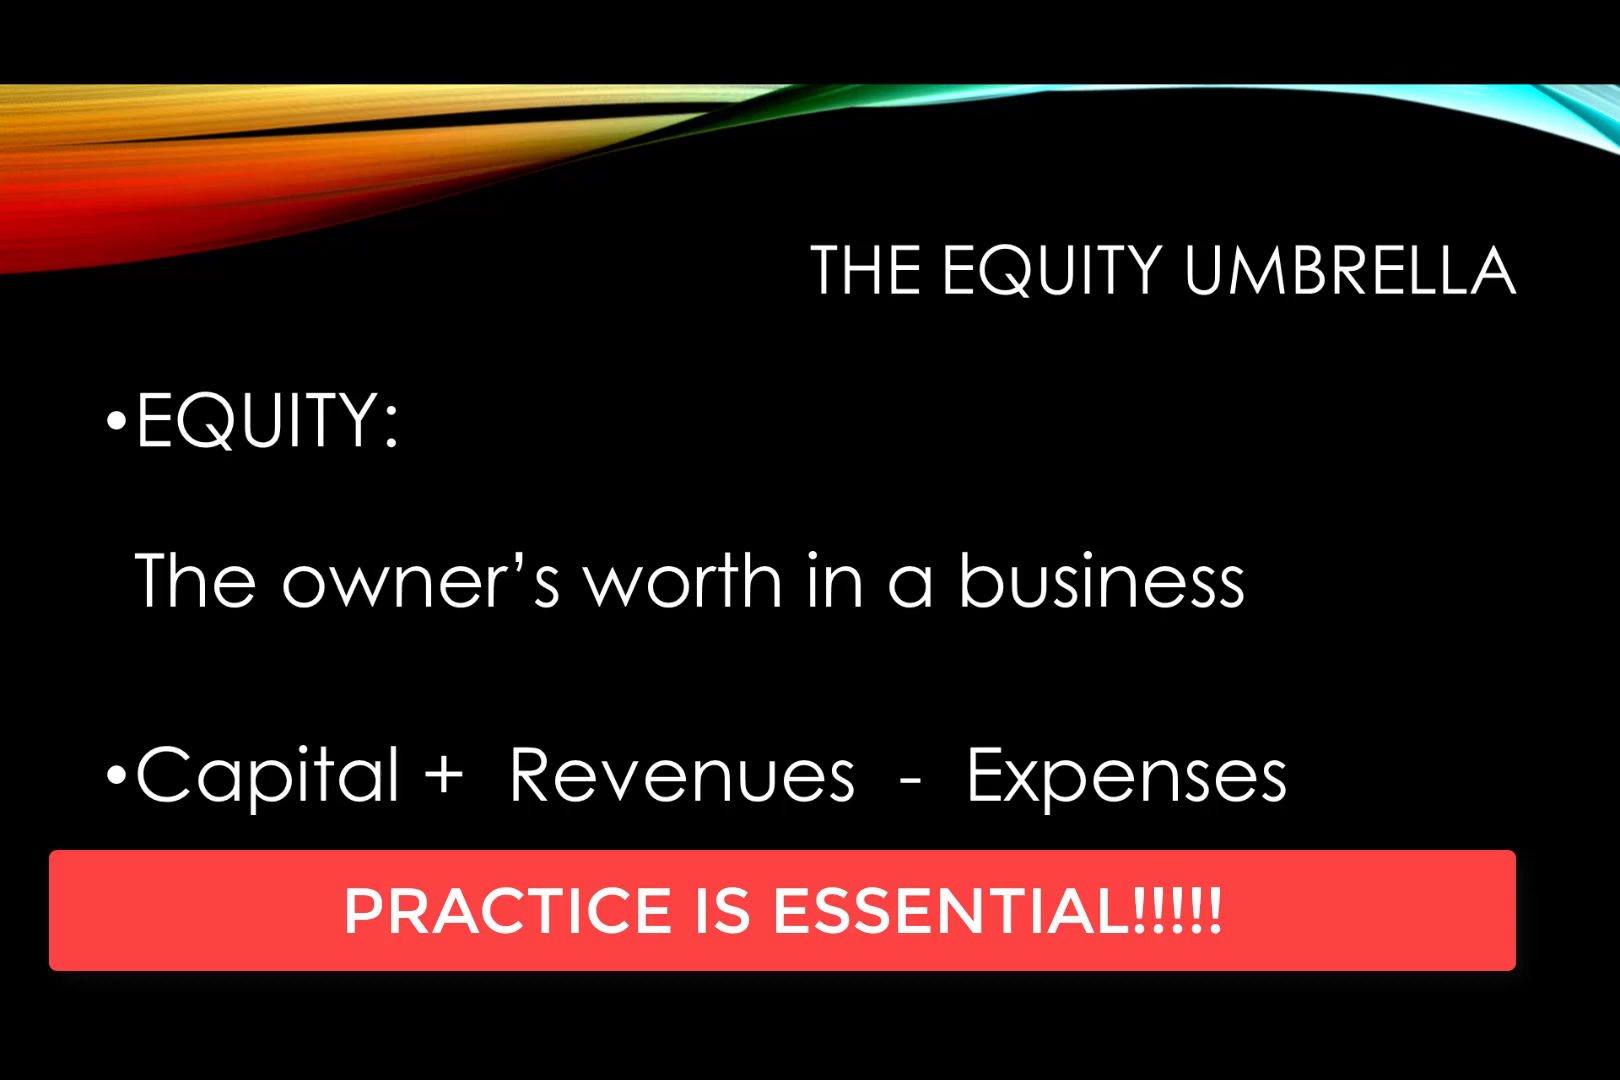 THE EQUITY UMBRELLA
•EQUITY:
The owner’s worth in a business
•Capital +  Revenues  -  Expenses
PRACTICE IS ESSENTIAL!!!!!